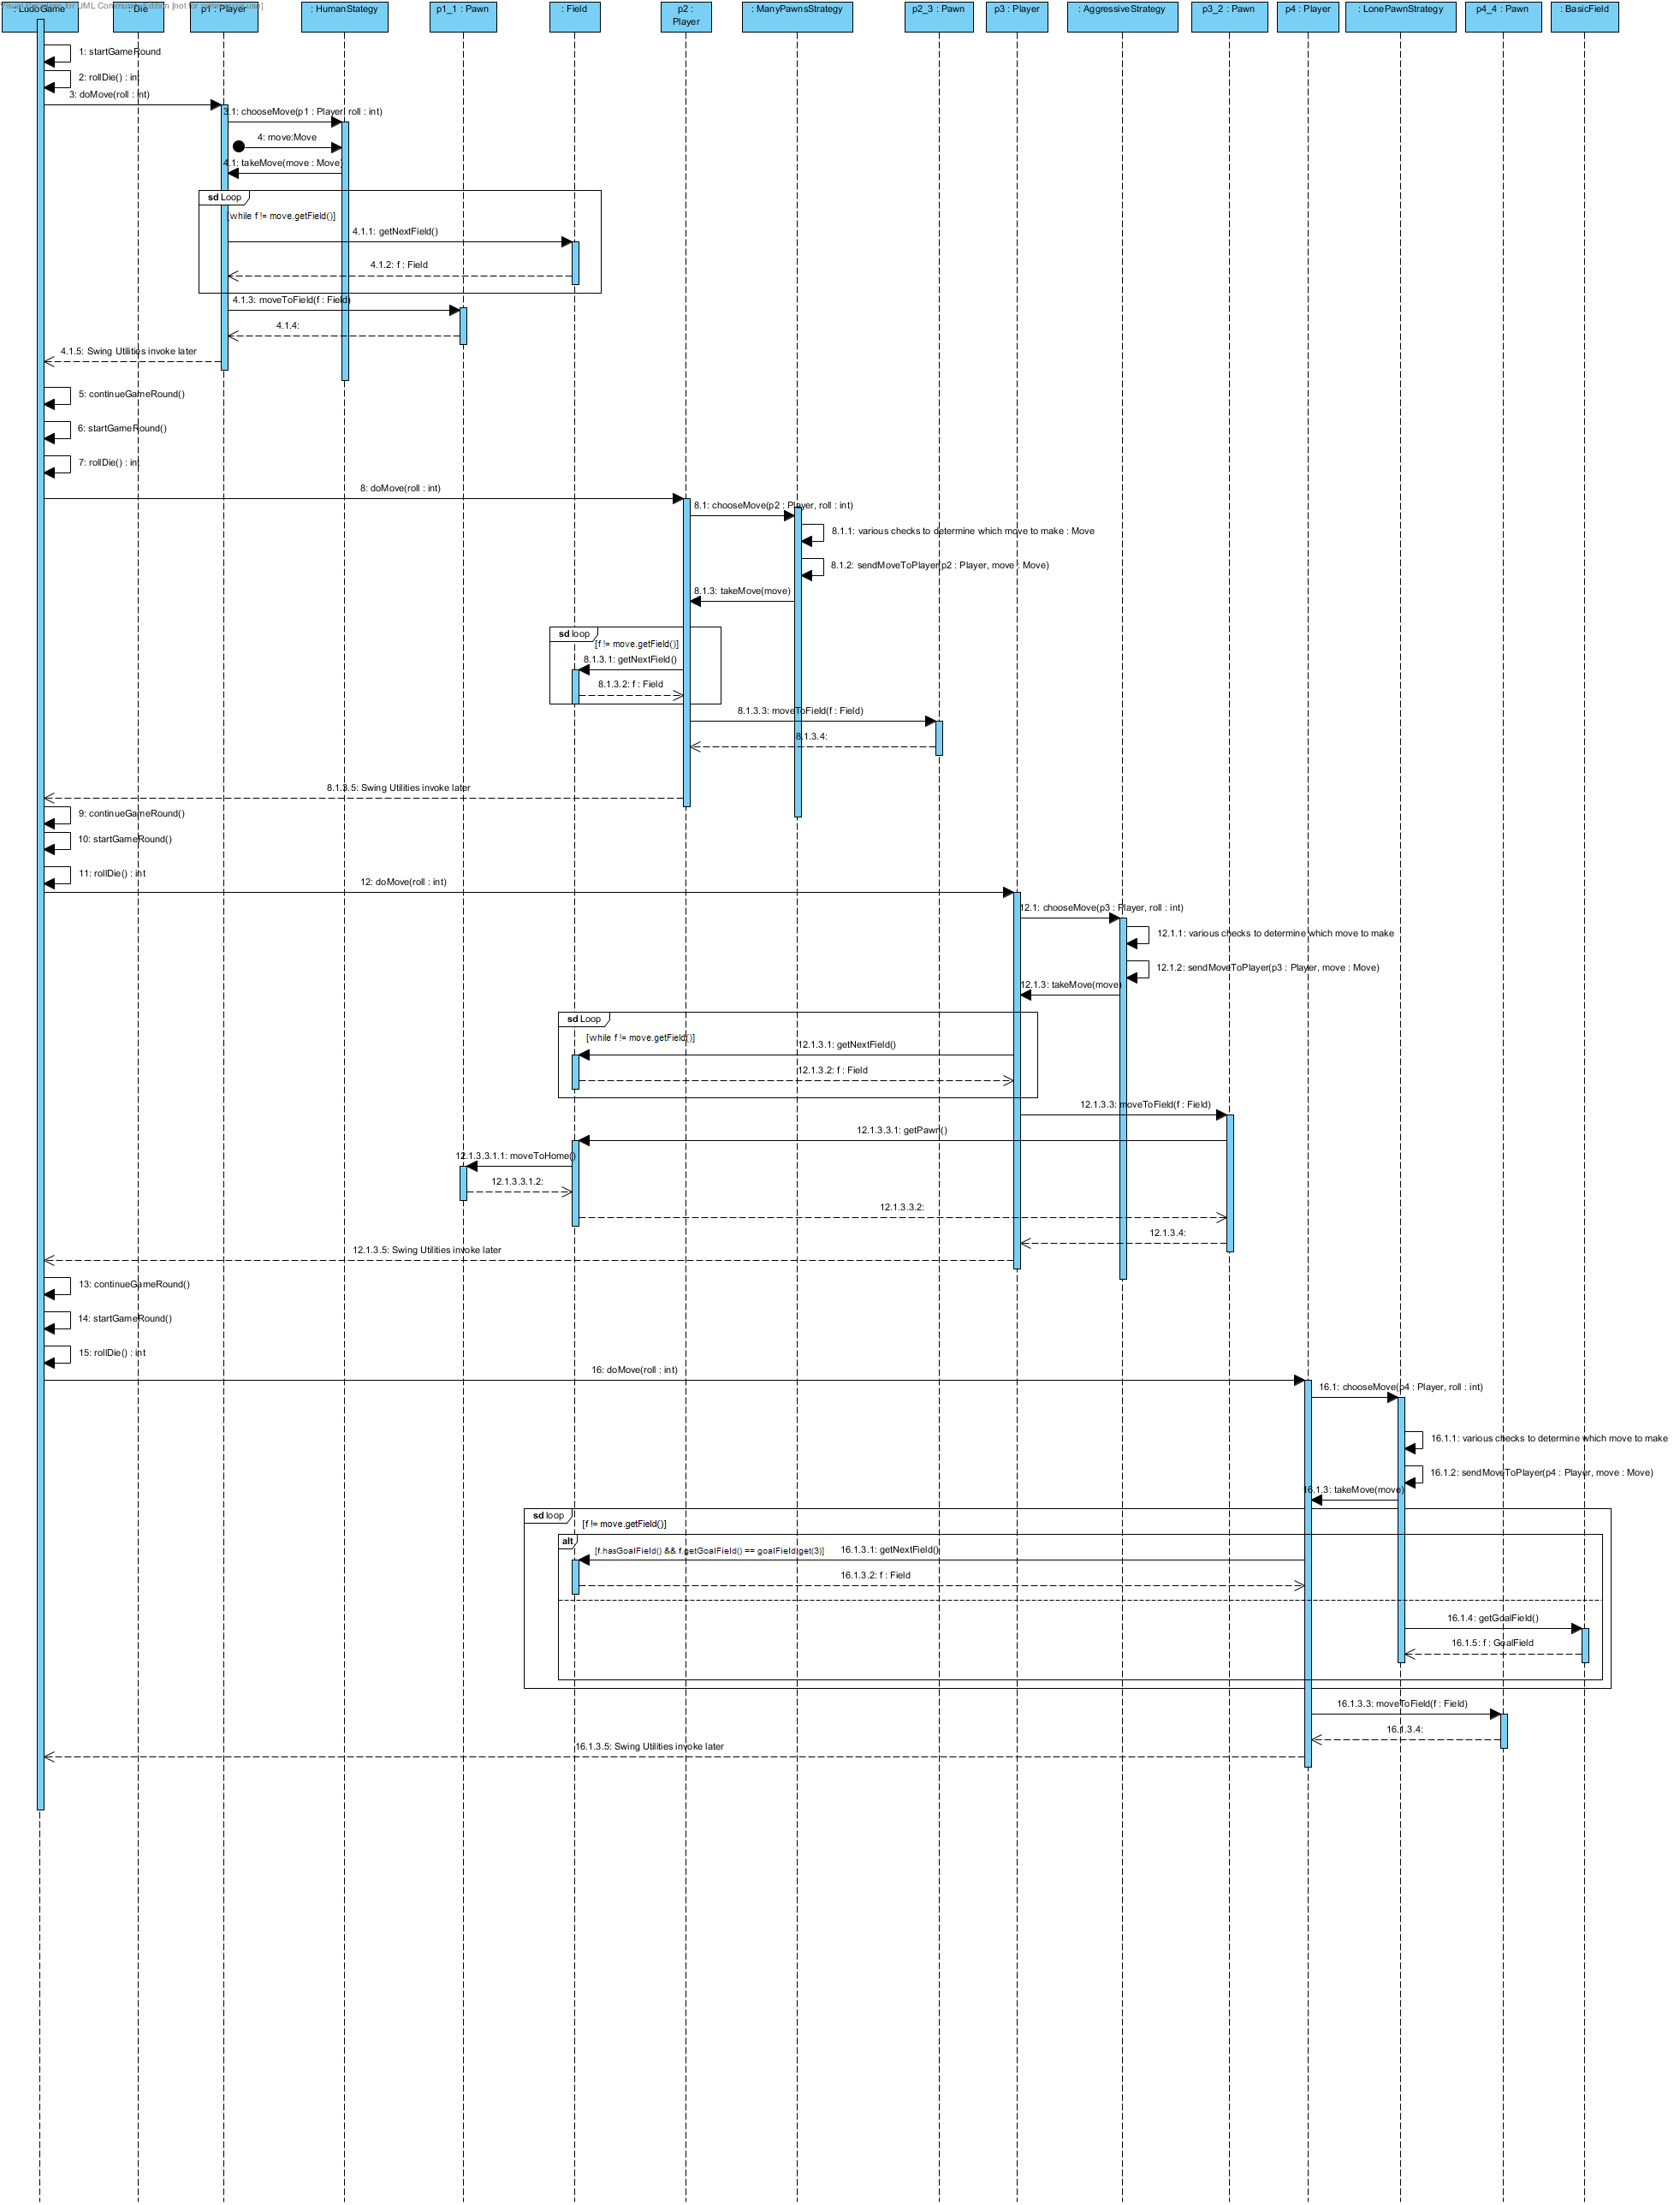 : LudoGame
: Die
p1 : Player
: HumanStategy
p1_1 : Pawn
: Field
p2 :
Player
: ManyPawnsStrategy
p2_3 : Pawn
p3 : Player
: AggressiveStrategy
p3_2 : Pawn
p4 : Player
: LonePawnStrategy
p4_4 : Pawn
: BasicField
1: startGameRound
2: rollDie() : int
3: doMove(roll : int)
3.1: chooseMove(p1 : Player, roll : int)
4: move:Move
4.1: takeMove(move : Move)
sd Loop
[while f != move.getField()]
4.1.1: getNextField()
4.1.2: f : Field
4.1.3: moveToField(f : Field)
4.1.4:
4.1.5: Swing Utilities invoke later
5: continueGameRound()
6: startGameRound()
7: rollDie() : int
8: doMove(roll : int)
8.1: chooseMove(p2 : Player, roll : int)
8.1.1: various checks to determine which move to make : Move
8.1.2: sendMoveToPlayer(p2 : Player, move : Move)
8.1.3: takeMove(move)
sd loop
[f != move.getField()]
8.1.3.1: getNextField()
8.1.3.2: f : Field
8.1.3.3: moveToField(f : Field)
8.1.3.4:
8.1.3.5: Swing Utilities invoke later
9: continueGameRound()
10: startGameRound()
11: rollDie() : int
12: doMove(roll : int)
12.1: chooseMove(p3 : Player, roll : int)
12.1.1: various checks to determine which move to make
12.1.2: sendMoveToPlayer(p3 : Player, move : Move)
12.1.3: takeMove(move)
sd Loop
[while f != move.getField()]
12.1.3.1: getNextField()
12.1.3.2: f : Field
12.1.3.3: moveToField(f : Field)
12.1.3.3.1: getPawn()
12.1.3.3.1.1: moveToHome()
12.1.3.3.1.2:
12.1.3.3.2:
12.1.3.4:
12.1.3.5: Swing Utilities invoke later
13: continueGameRound()
14: startGameRound()
15: rollDie() : int
16: doMove(roll : int)
16.1: chooseMove(p4 : Player, roll : int)
16.1.1: various checks to determine which move to make
16.1.2: sendMoveToPlayer(p4 : Player, move : Move)
16.1.3: takeMove(move)
sd loop
[f != move.getField()]
alt
[f.hasGoalField() && f.getGoalField() == goalField.get(3)]
16.1.3.1: getNextField()
16.1.3.2: f : Field
16.1.4: getGoalField()
16.1.5: f : GoalField
16.1.3.3: moveToField(f : Field)
16.1.3.4:
16.1.3.5: Swing Utilities invoke later